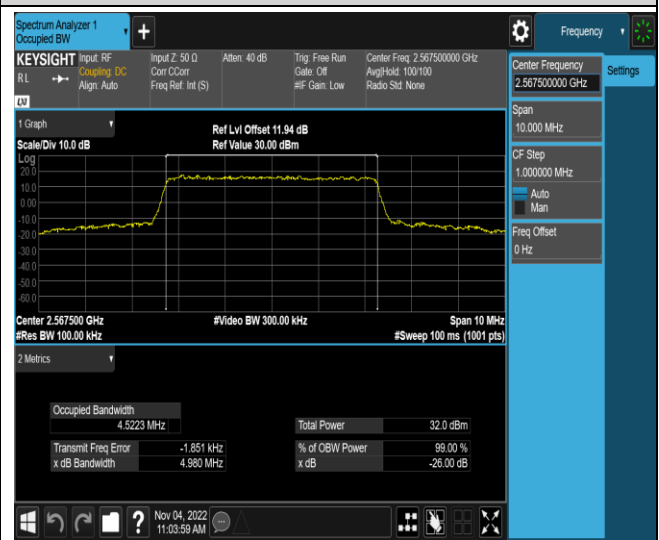 Spectrum Analyzer 1
Occupied BW
Frequency
KEYSIGHT
RL
LXI
Input: RF
Coupling: DC
Align: Auto
Input Z: 50 Ω
Corr CCorr
Freq Ref: Int (S)
Atten: 40 dB
Trig: Free Run
Gate: Off
#IF Gain: Low
Center Freq: 2.567500000 GHz
Avg|Hold: 100/100
Radio Std: None
Center Frequency
2.567500000 GHz
Settings
Span
10.000 MHz
CF Step
1.000000 MHz
Auto
Man
Freq Offset
0 Hz
1 Graph
Scale/Div 10.0 dB
Ref Lvl Offset 11.94 dB
Ref Value 30.00 dBm
Log
20.0
10.0
0.00
-10.0
-20.0
-30.0
-40.0
-50.0
-60.0
Center 2.567500 GHz
#Video BW 300.00 kHz
Span 10 MHz
#Res BW 100.00 kHz
#Sweep 100 ms (1001 pts)
2 Metrics
Occupied Bandwidth
4.5223 MHz
Total Power 32.0 dBm
Transmit Freq Error -1.851 kHz
% of OBW Power 99.00 %
x dB Bandwidth 4.980 MHz
x dB -26.00 dB
?
Nov 04, 2022
11:03:59 AM